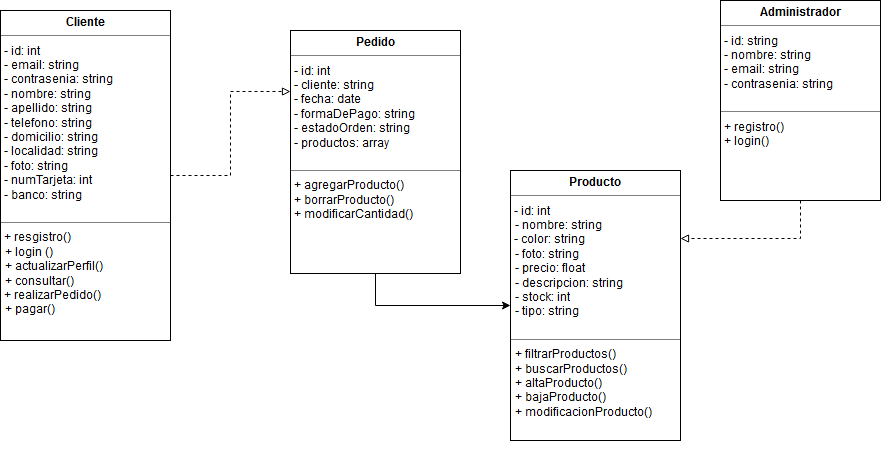 Cliente
- id: int
- email: string
- contrasenia: string
- nombre: string
- apellido: string
- telefono: string
- domicilio: string
- localidad: string
- foto: string
- numTarjeta: int
- banco: string
+ resgistro()
+ login ()
+ actualizarPerfil()
+ consultar()
+ realizarPedido()
+ pagar()
Pedido
- id: int
- cliente: string
- fecha: date
- formaDePago: string
- estadoOrden: string
- productos: array
+ agregarProducto()
+ borrarProducto()
+ modificarCantidad()
Producto
- id: int
- nombre: string
- color: string
- foto: string
- precio: float
- descripcion: string
- stock: int
- tipo: string
+ filtrarProductos()
+ buscarProductos()
+ altaProducto()
+ bajaProducto()
+ modificacionProducto()
Administrador
- id: string
- nombre: string
- email: string
- contrasenia: string
+ registro()
+ login()